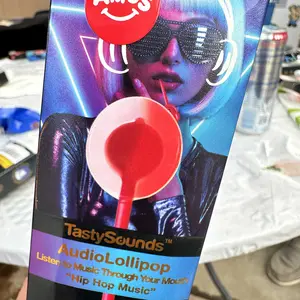 AMOS
TastySounds™
AudioLollipop
Listen to Music Through Your Mouth
"Hip Hop Music"